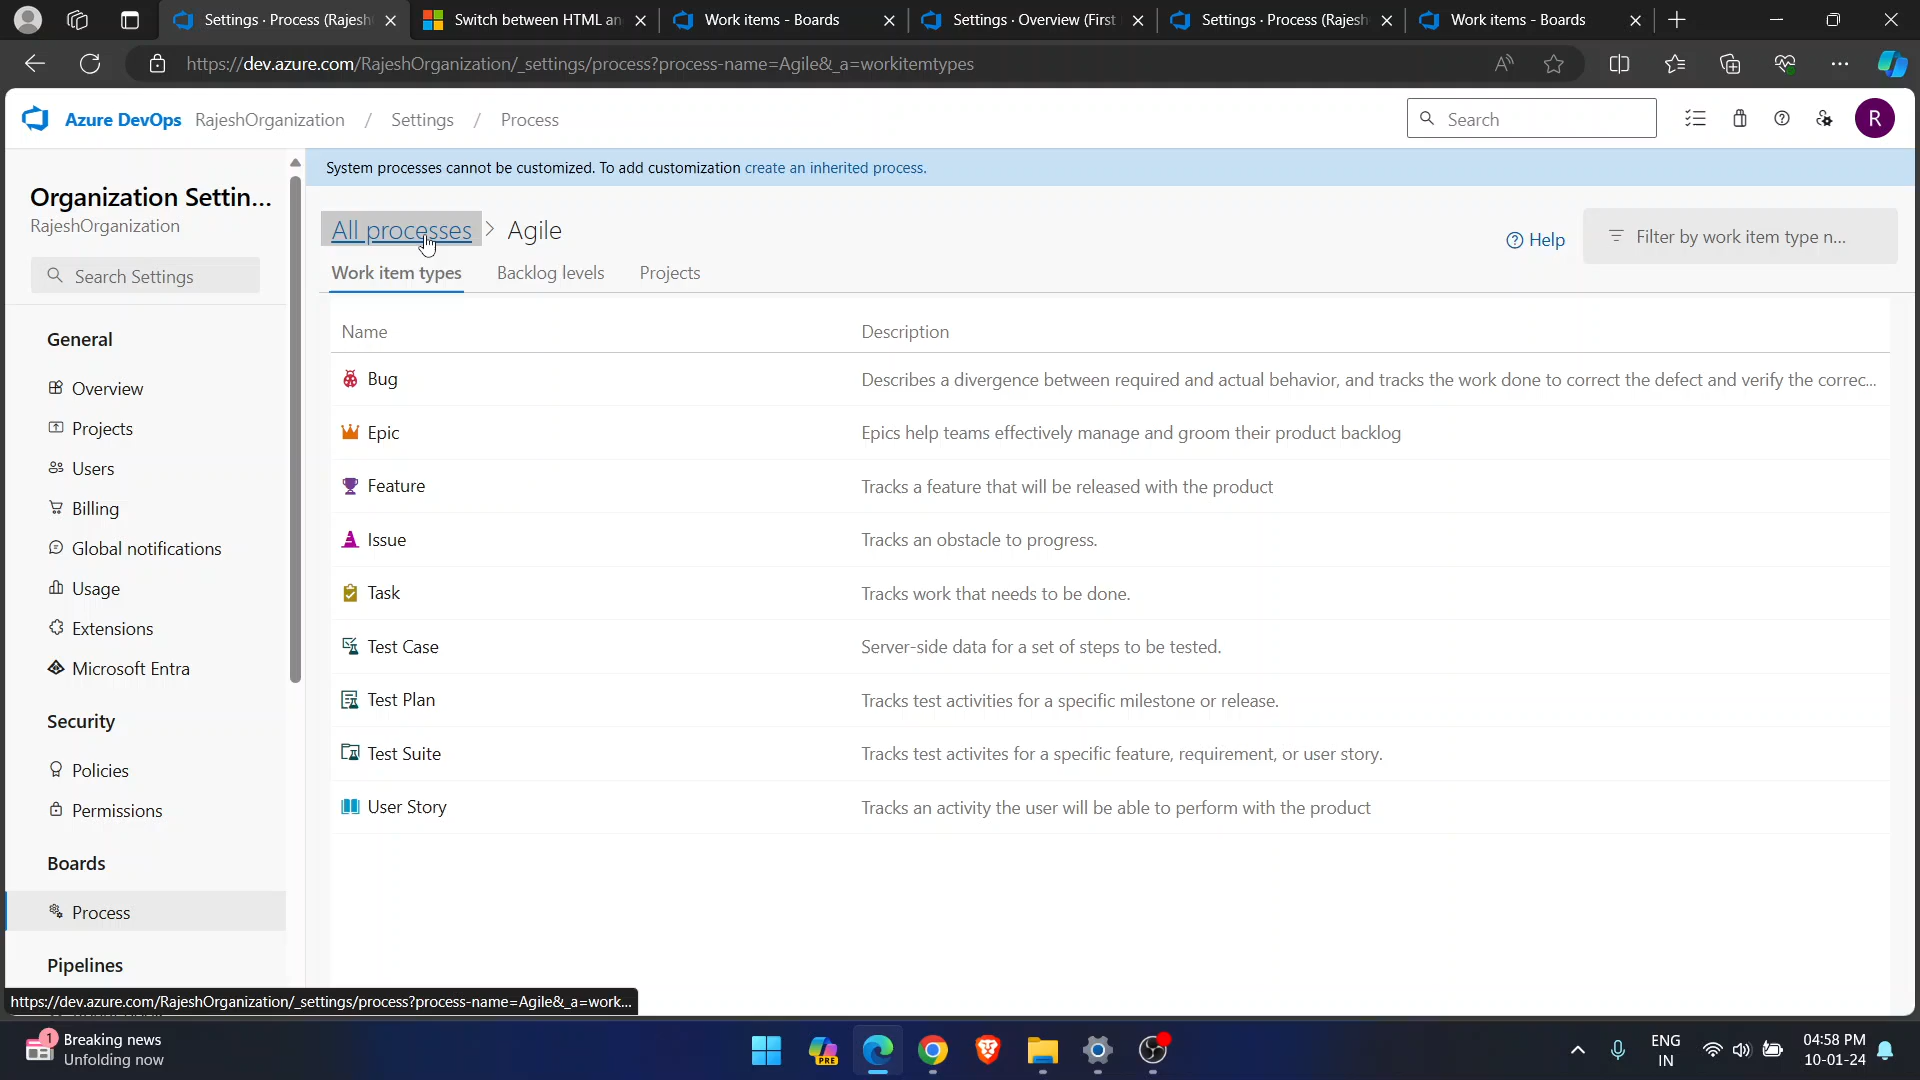 Settings · Process (Rajesh
Switch between HTML an
Work items - Boards
Settings · Overview (First
Settings · Process (Rajesh
Work items - Boards
https://dev.azure.com/RajeshOrganization/_settings/process?process-name=Agile&_a=workitemtypes
Azure DevOps RajeshOrganization / Settings / Process
Search
R
System processes cannot be customized. To add customization create an inherited process.
Organization Settin...
RajeshOrganization
Search Settings
General
Overview
Projects
Users
Billing
Global notifications
Usage
Extensions
Microsoft Entra
Security
Policies
Permissions
Boards
Process
Pipelines
All processes > Agile
Help
Filter by work item type n...
Work item types Backlog levels Projects
Name Description
Bug Describes a divergence between required and actual behavior, and tracks the work done to correct the defect and verify the correc...
Epic Epics help teams effectively manage and groom their product backlog
Feature Tracks a feature that will be released with the product
Issue Tracks an obstacle to progress.
Task Tracks work that needs to be done.
Test Case Server-side data for a set of steps to be tested.
Test Plan Tracks test activities for a specific milestone or release.
Test Suite Tracks test activites for a specific feature, requirement, or user story.
User Story Tracks an activity the user will be able to perform with the product
https://dev.azure.com/RajeshOrganization/_settings/process?process-name=Agile&_a=work...
1
Breaking news
Unfolding now
PRE
ENG
IN
04:58 PM
10-01-24